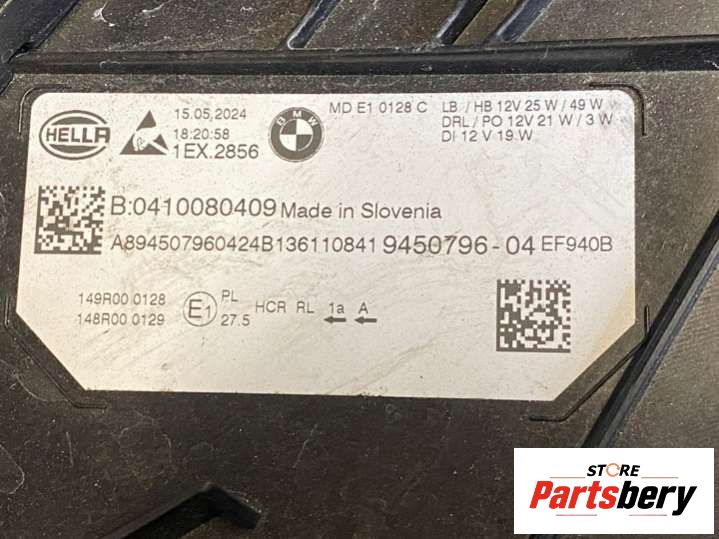 HELLA
15.05.2024
18:20:58
1EX.2856
BMW
MD E1 0128 C
LB / HB 12V 25 W / 49 W
DRL / PO 12V 21 W / 3 W
DI 12 V 19 W
B:0410080409 Made in Slovenia
A894507960424B136110841 9450796-04 EF940B
149R00 0128
148R00 0129
E1
PL
27.5
HCR RL 1a A
STORE
Partsbery